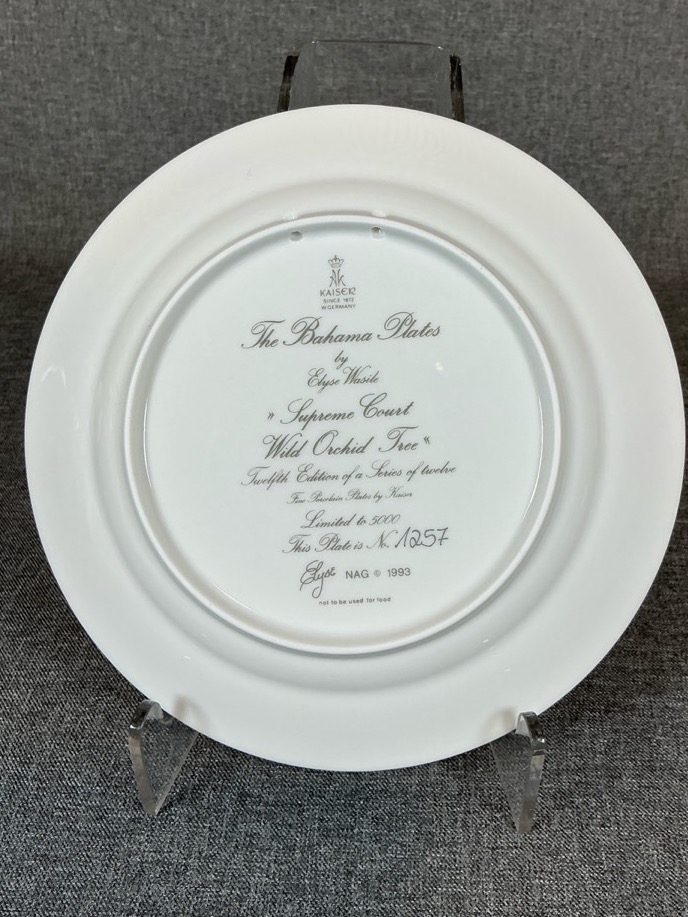 KAISER
SINCE 1872
W.GERMANY
The Bahama Plates
by
Elyse Wasile
» Supreme Court
Wild Orchid Tree «
Twelfth Edition of a Series of twelve
Fine Porcelain Plates by Kaiser
Limited to 5000
This Plate is No. 1257
Elyse NAG © 1993
not to be used for food